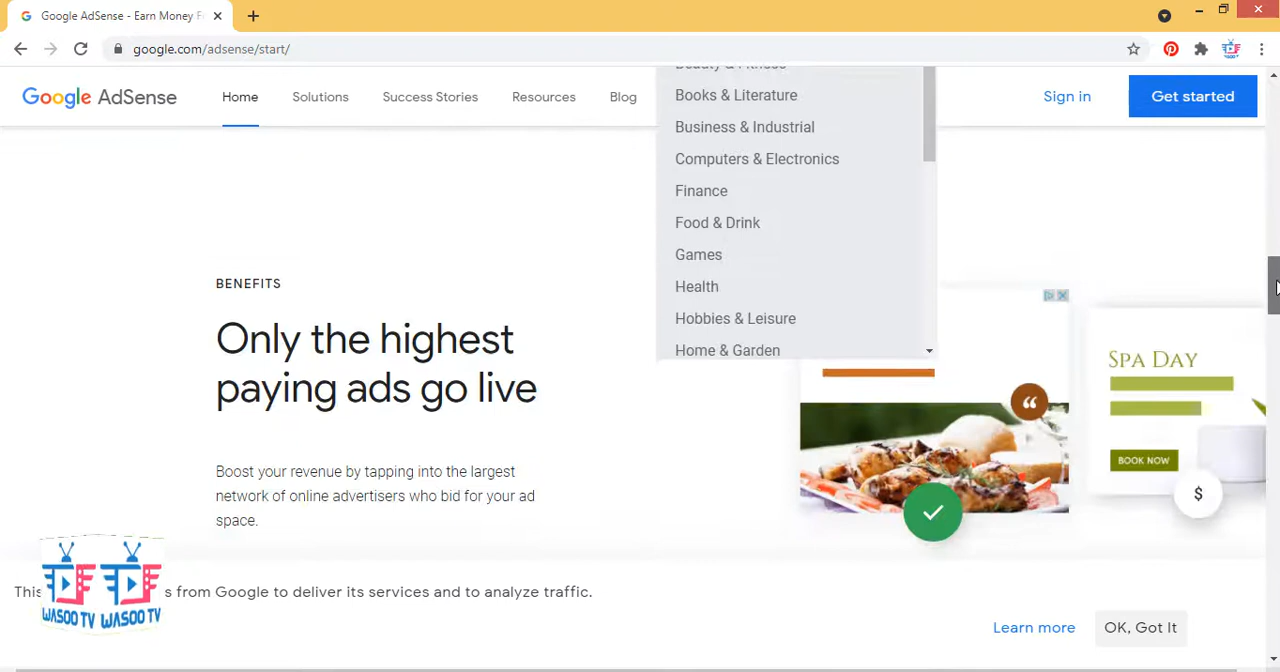 Google AdSense - Earn Money F
google.com/adsense/start/
Google AdSense
Home
Solutions
Success Stories
Resources
Blog
Sign in
Get started
Beauty & Fitness
Books & Literature
Business & Industrial
Computers & Electronics
Finance
Food & Drink
Games
Health
Hobbies & Leisure
Home & Garden
BENEFITS
Only the highest
paying ads go live
Boost your revenue by tapping into the largest
network of online advertisers who bid for your ad
space.
SPA DAY
BOOK NOW
$
This
s from Google to deliver its services and to analyze traffic.
WASOO TV WASOO TV
Learn more
OK, Got It